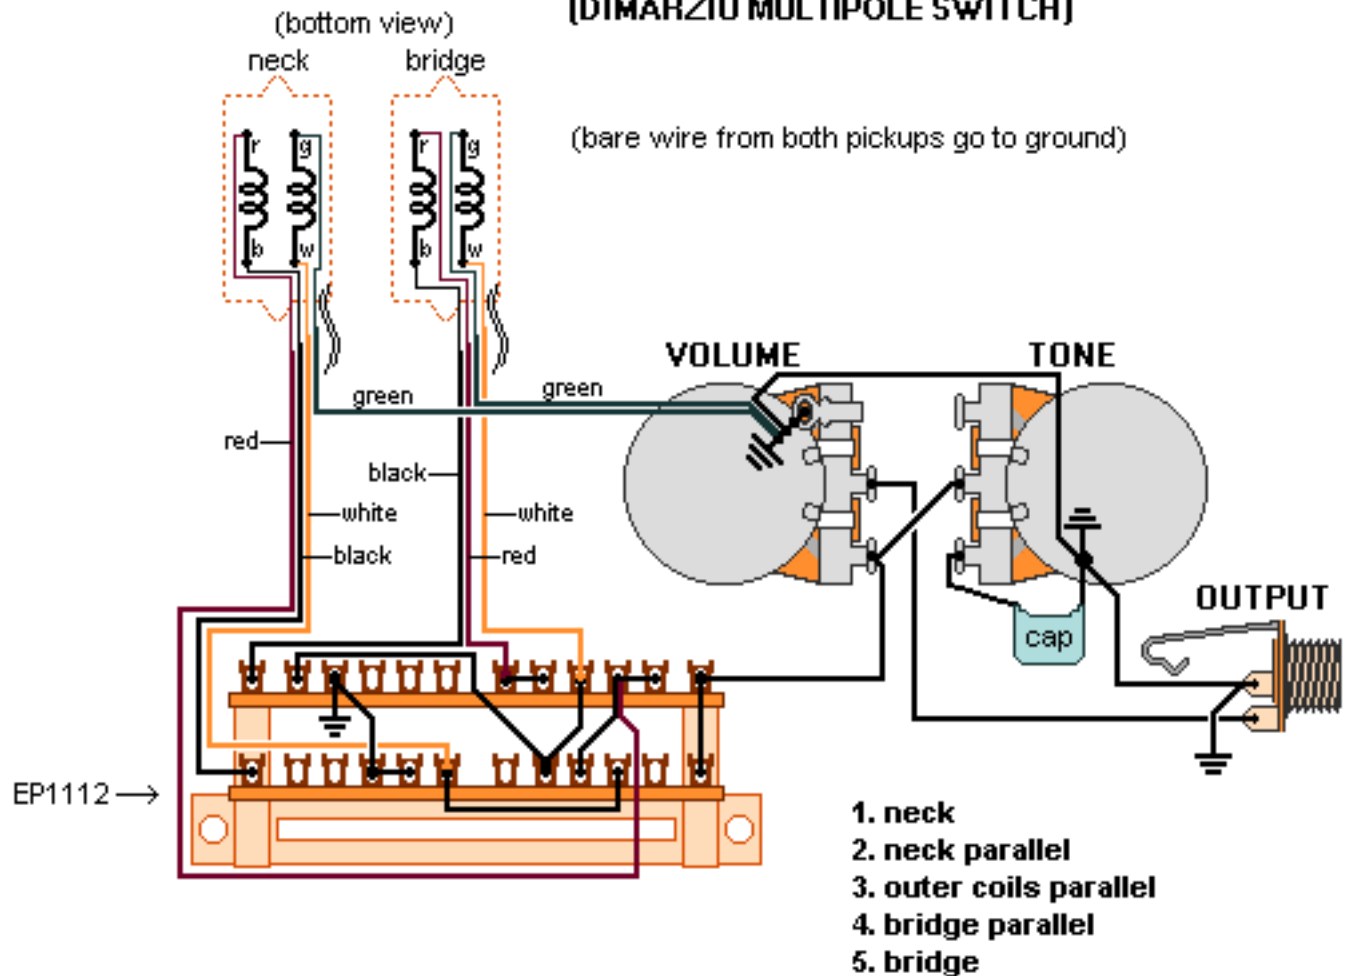 (DIMARZIO MULTIPOLE SWITCH)
(bottom view)
neck bridge
(bare wire from both pickups go to ground)
r g r g
b w b w
VOLUME TONE
green green
red
black
white white
black red
OUTPUT
cap
EP1112
1. neck
2. neck parallel
3. outer coils parallel
4. bridge parallel
5. bridge